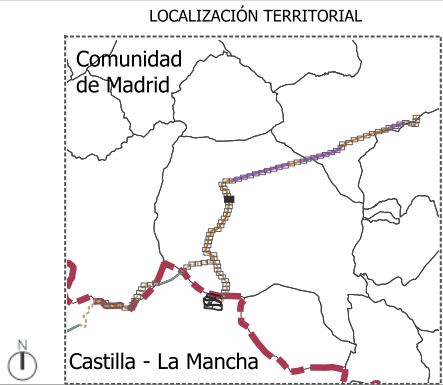 LOCALIZACIÓN TERRITORIAL
Comunidad
de Madrid
N
Castilla - La Mancha